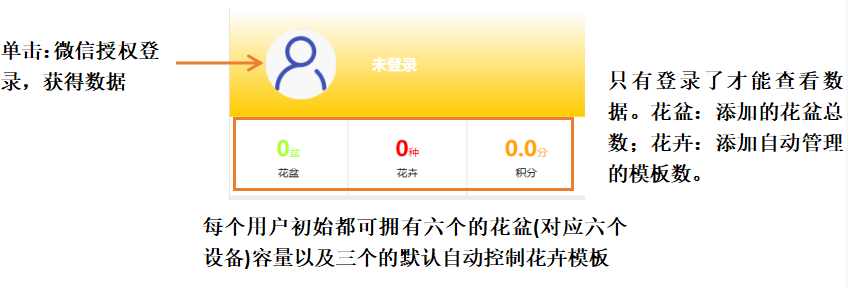 单击：微信授权登
录，获得数据
未登录
只有登录了才能查看数
据。花盆：添加的花盆总
数；花卉：添加自动管理
的模板数。
0盆
0种
0.0分
花盆
花卉
积分
每个用户初始都可拥有六个的花盆(对应六个
设备)容量以及三个的默认自动控制花卉模板